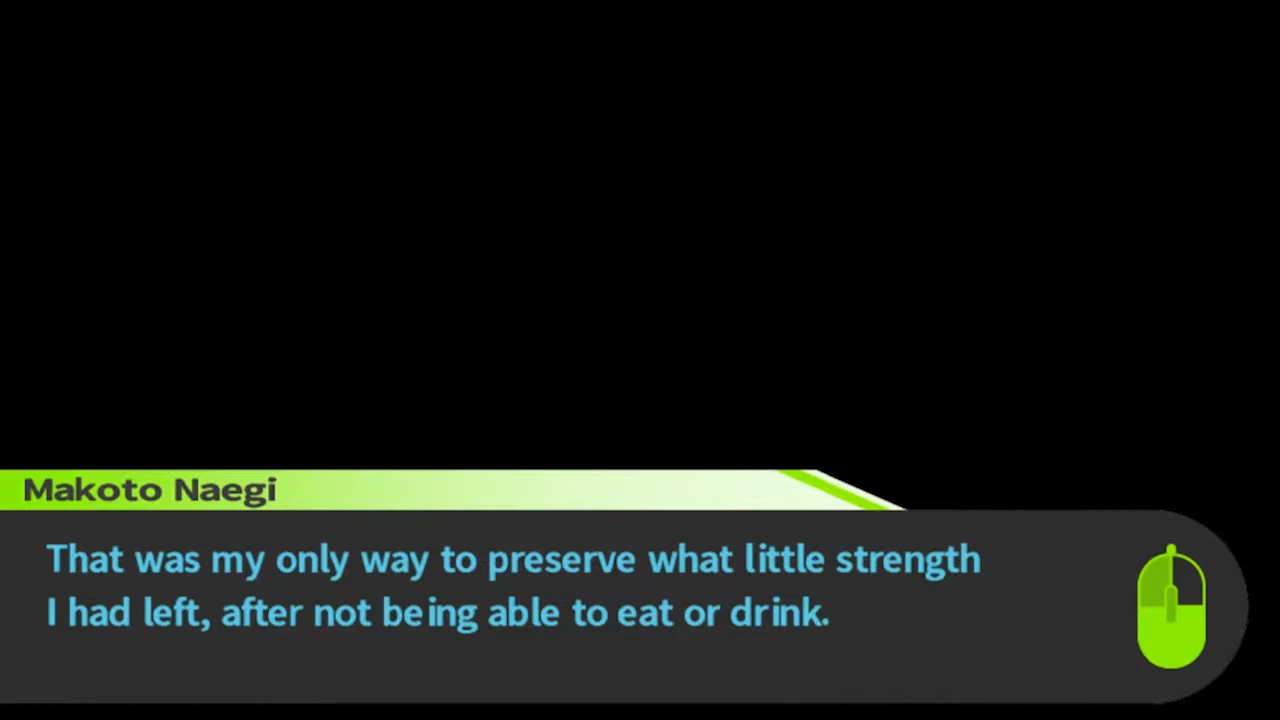 Makoto Naegi
That was my only way to preserve what little strength
I had left, after not being able to eat or drink.